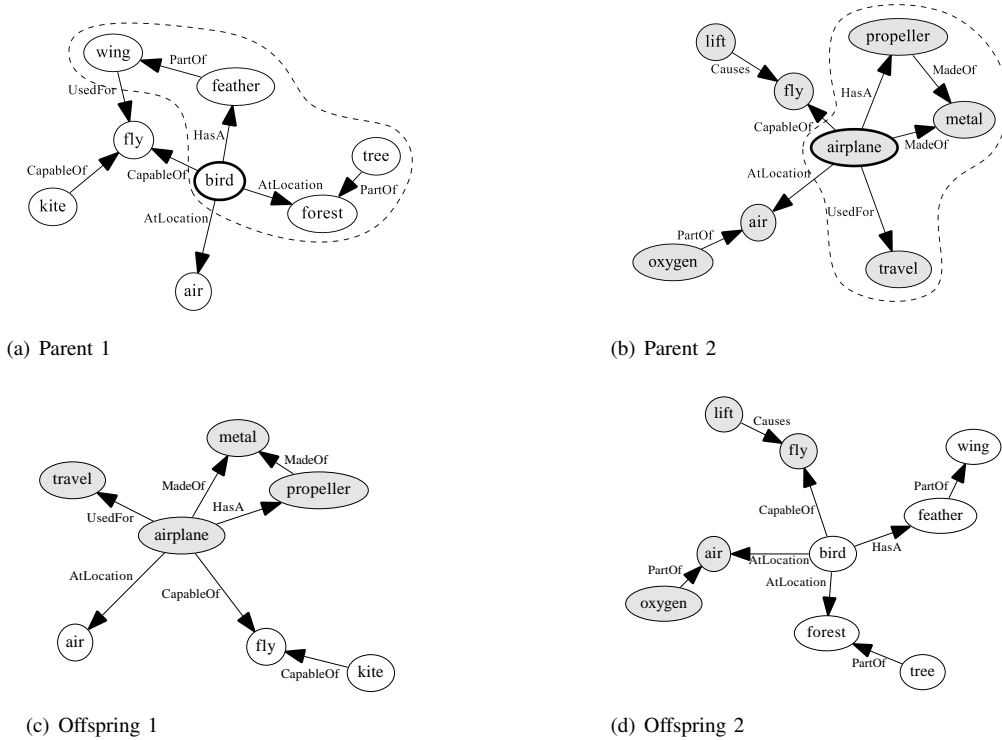 wing
PartOf
feather
UsedFor
HasA
fly
tree
CapableOf
CapableOf
bird
AtLocation
PartOf
kite
forest
AtLocation
air
(a) Parent 1
lift
propeller
Causes
MadeOf
fly
HasA
metal
CapableOf
airplane
MadeOf
AtLocation
UsedFor
air
PartOf
oxygen
travel
(b) Parent 2
metal
MadeOf
travel
MadeOf
propeller
UsedFor
HasA
airplane
AtLocation
CapableOf
air
fly
kite
CapableOf
(c) Offspring 1
lift
Causes
wing
fly
PartOf
CapableOf
feather
air
bird
HasA
AtLocation
PartOf
AtLocation
oxygen
forest
PartOf
tree
(d) Offspring 2